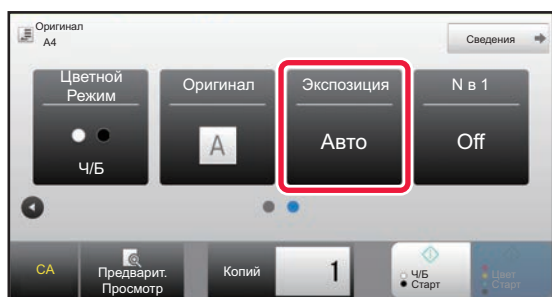 Оригинал
A4
Сведения
Цветной
Режим
Ч/Б
Оригинал
A
Экспозиция
Авто
N в 1
Off
CA
Предварит.
Просмотр
Копий
1
Ч/Б
Старт
Цвет
Старт